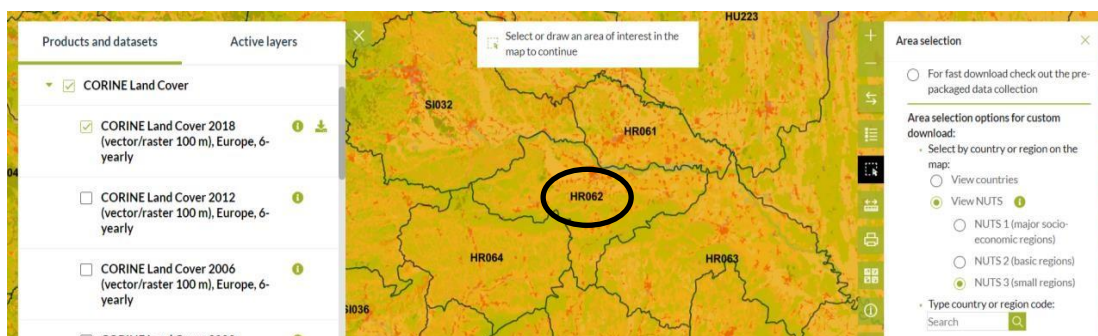 Products and datasets
Active layers
CORINE Land Cover
CORINE Land Cover 2018
(vector/raster 100 m), Europe, 6-
yearly
CORINE Land Cover 2012
(vector/raster 100 m), Europe, 6-
yearly
CORINE Land Cover 2006
(vector/raster 100 m), Europe, 6-
yearly
Select or draw an area of interest in the
map to continue
HU223
SI032
HR061
HR062
HR064
HR063
SI036
04
Area selection
For fast download check out the pre-
packaged data collection
Area selection options for custom
download:
Select by country or region on the
map:
View countries
View NUTS
NUTS 1 (major socio-
economic regions)
NUTS 2 (basic regions)
NUTS 3 (small regions)
Type country or region code:
Search